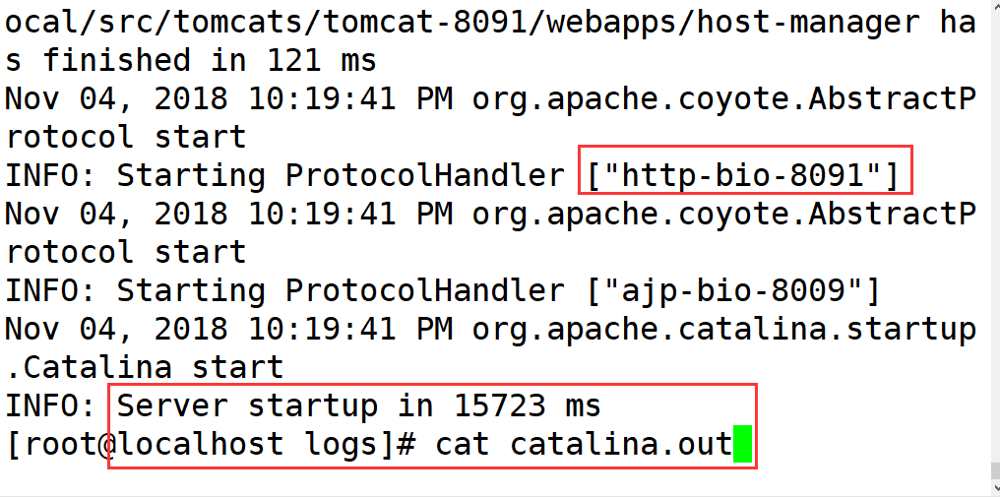 ocal/src/tomcats/tomcat-8091/webapps/host-manager ha
s finished in 121 ms
Nov 04, 2018 10:19:41 PM org.apache.coyote.AbstractP
rotocol start
INFO: Starting ProtocolHandler ["http-bio-8091"]
Nov 04, 2018 10:19:41 PM org.apache.coyote.AbstractP
rotocol start
INFO: Starting ProtocolHandler ["ajp-bio-8009"]
Nov 04, 2018 10:19:41 PM org.apache.catalina.startup
.Catalina start
INFO: Server startup in 15723 ms
[root@localhost logs]# cat catalina.out